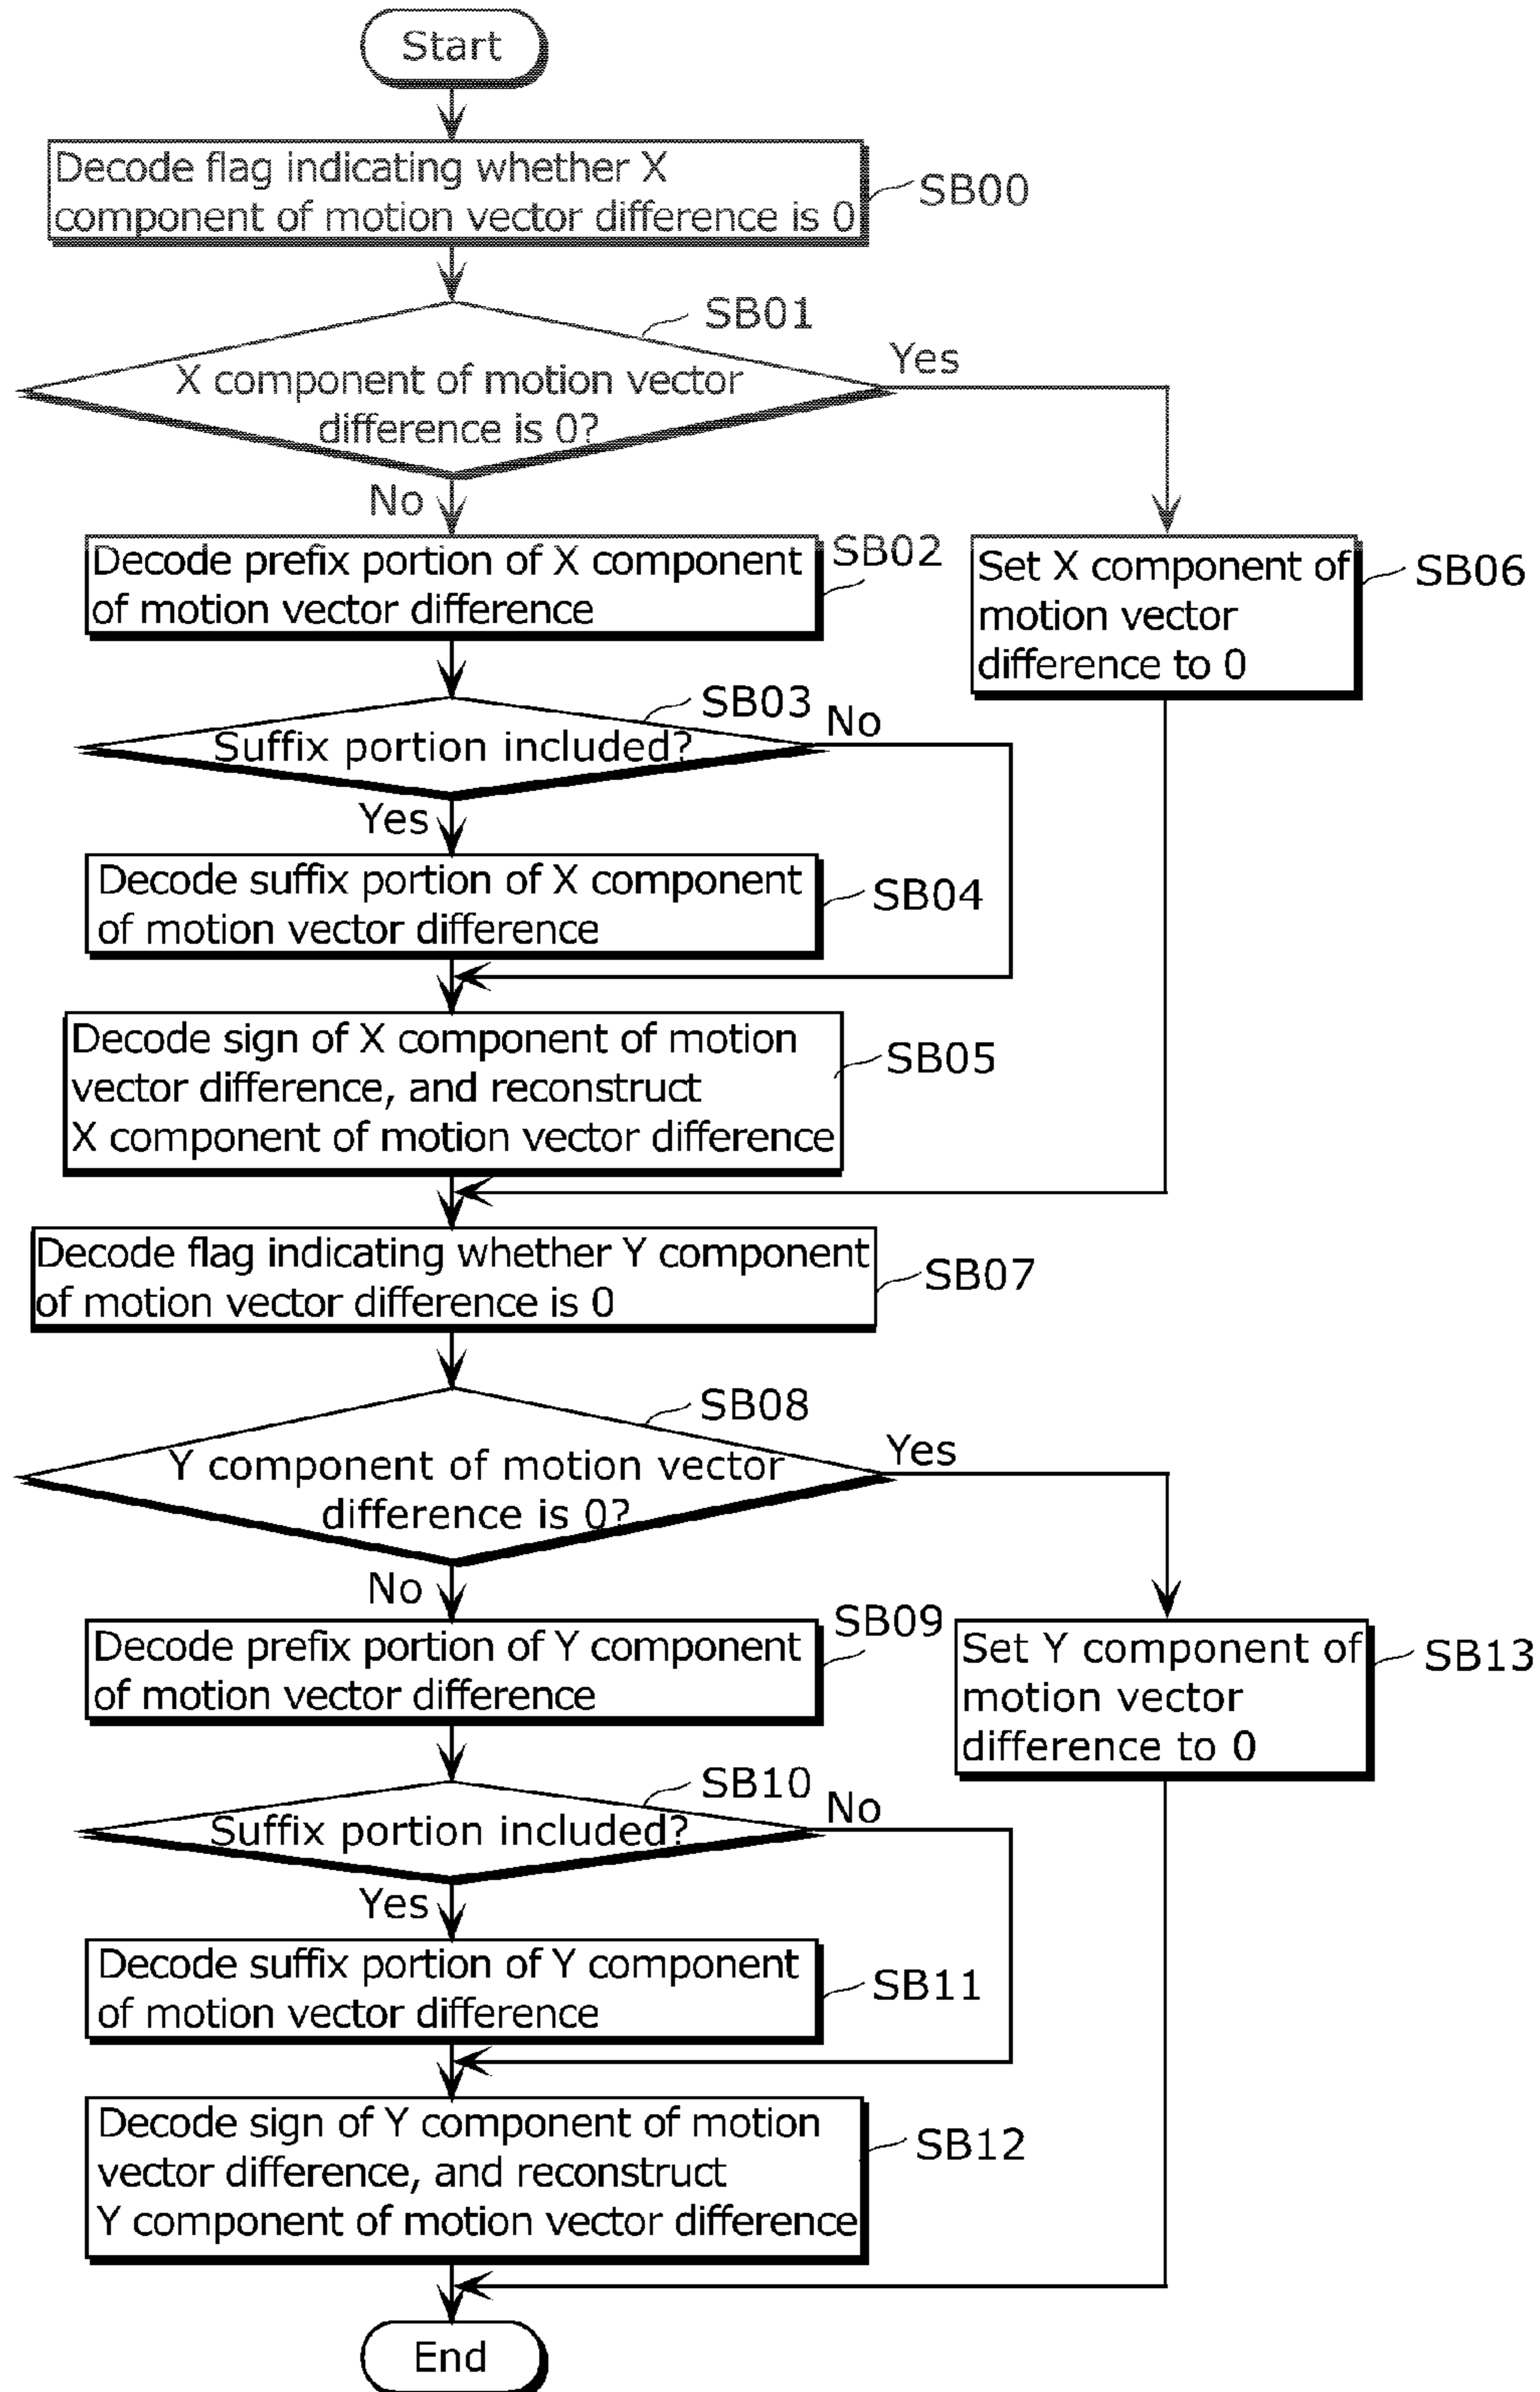 Start
Decode flag indicating whether X
component of motion vector difference is 0
SB00
SB01
X component of motion vector
difference is 0?
Yes
No
Decode prefix portion of X component
of motion vector difference
SB02
Set X component of
motion vector
difference to 0
SB06
SB03
Suffix portion included?
No
Yes
Decode suffix portion of X component
of motion vector difference
SB04
Decode sign of X component of motion
vector difference, and reconstruct
X component of motion vector difference
SB05
Decode flag indicating whether Y component
of motion vector difference is 0
SB07
SB08
Y component of motion vector
difference is 0?
Yes
No
Decode prefix portion of Y component
of motion vector difference
SB09
Set Y component of
motion vector
difference to 0
SB13
SB10
Suffix portion included?
No
Yes
Decode suffix portion of Y component
of motion vector difference
SB11
Decode sign of Y component of motion
vector difference, and reconstruct
Y component of motion vector difference
SB12
End